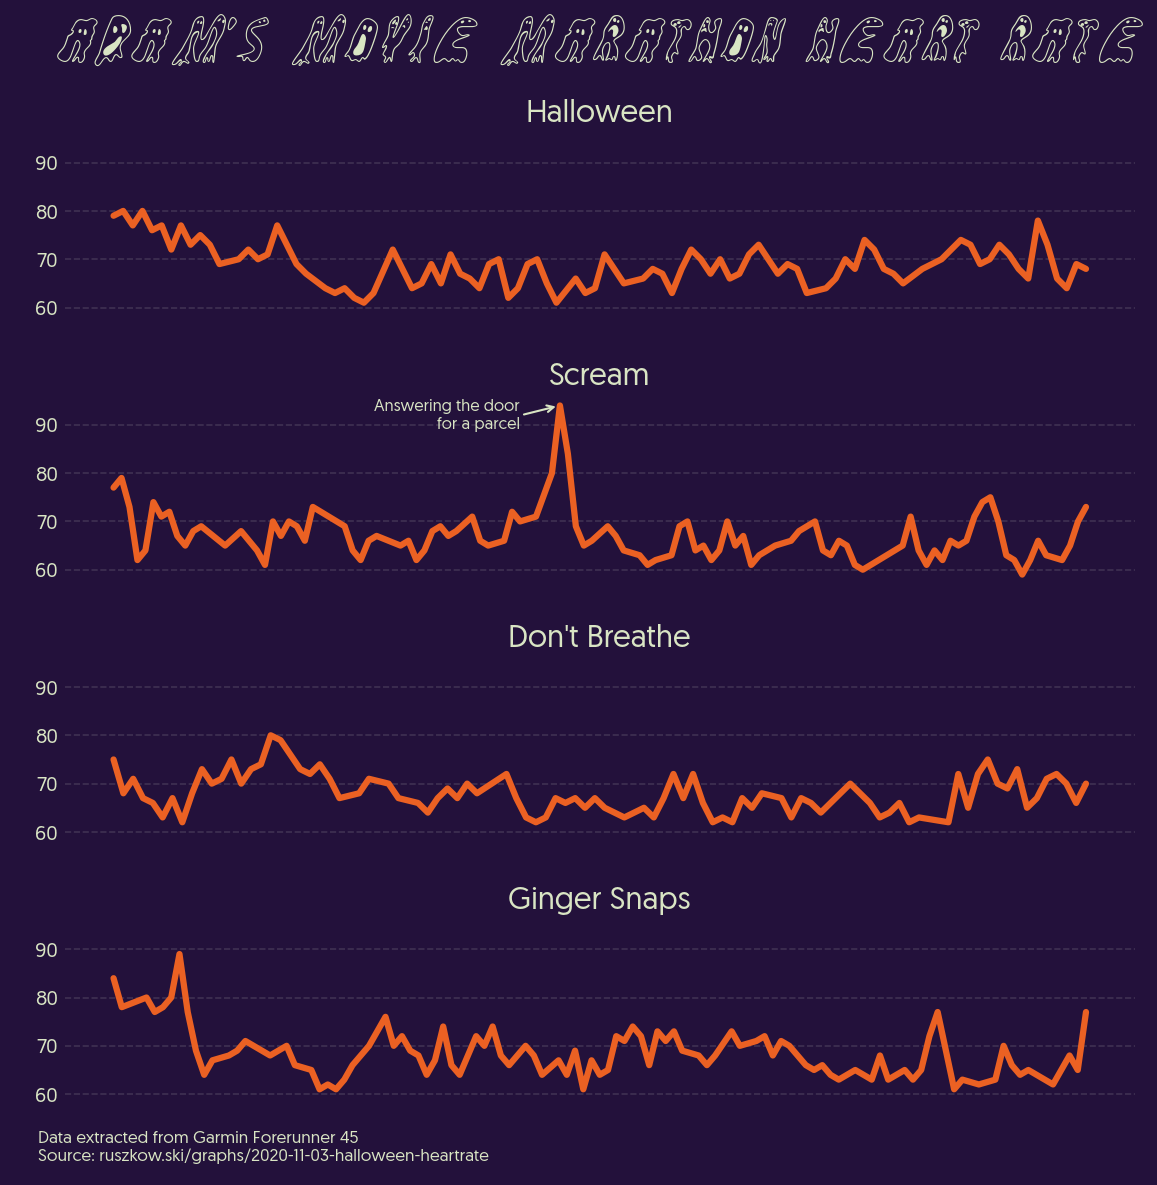 ADAM'S MOVIE MARATHON HEART RATE
Halloween
90
80
70
60
Scream
Answering the door
for a parcel
90
80
70
60
Don't Breathe
90
80
70
60
Ginger Snaps
90
80
70
60
Data extracted from Garmin Forerunner 45
Source: ruszkow.ski/graphs/2020-11-03-halloween-heartrate